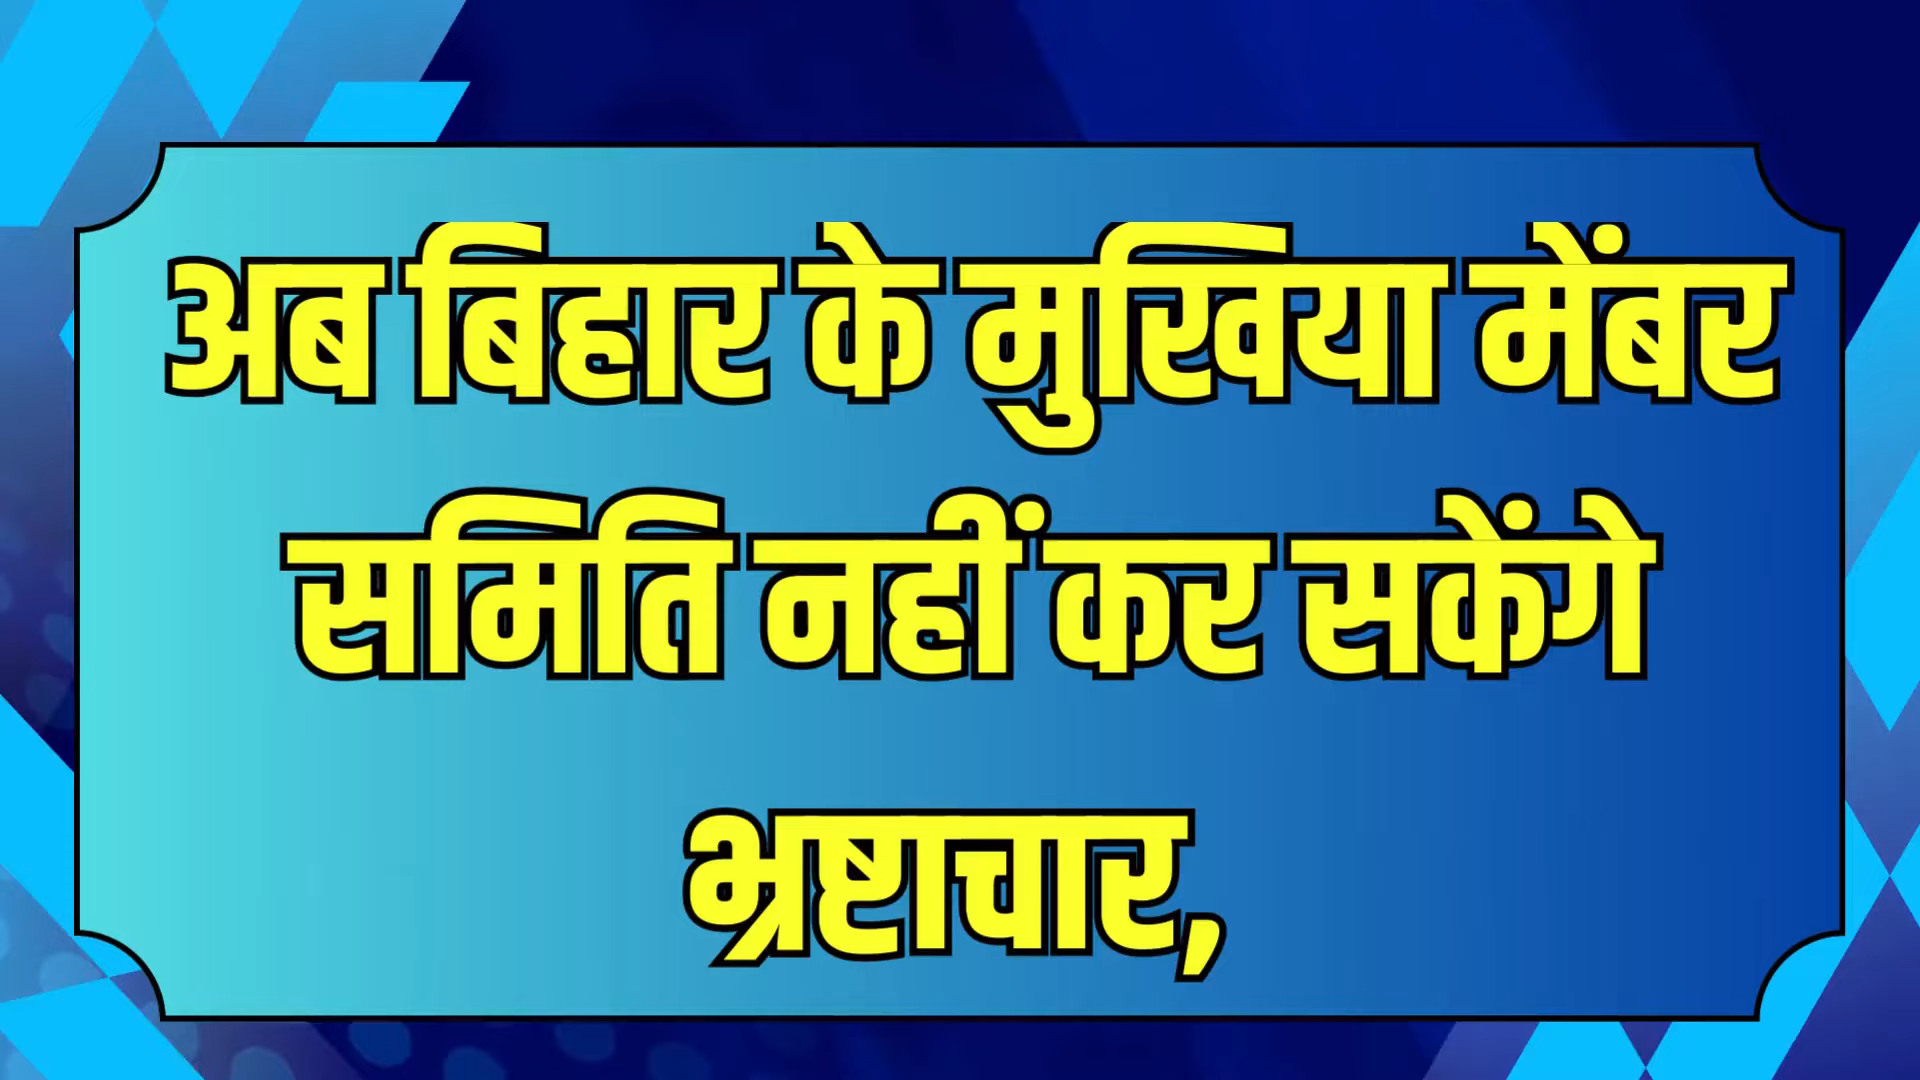 अब बिहार के मुखिया मेंबर
समिति नहीं कर सकेंगे
भ्रष्टाचार,